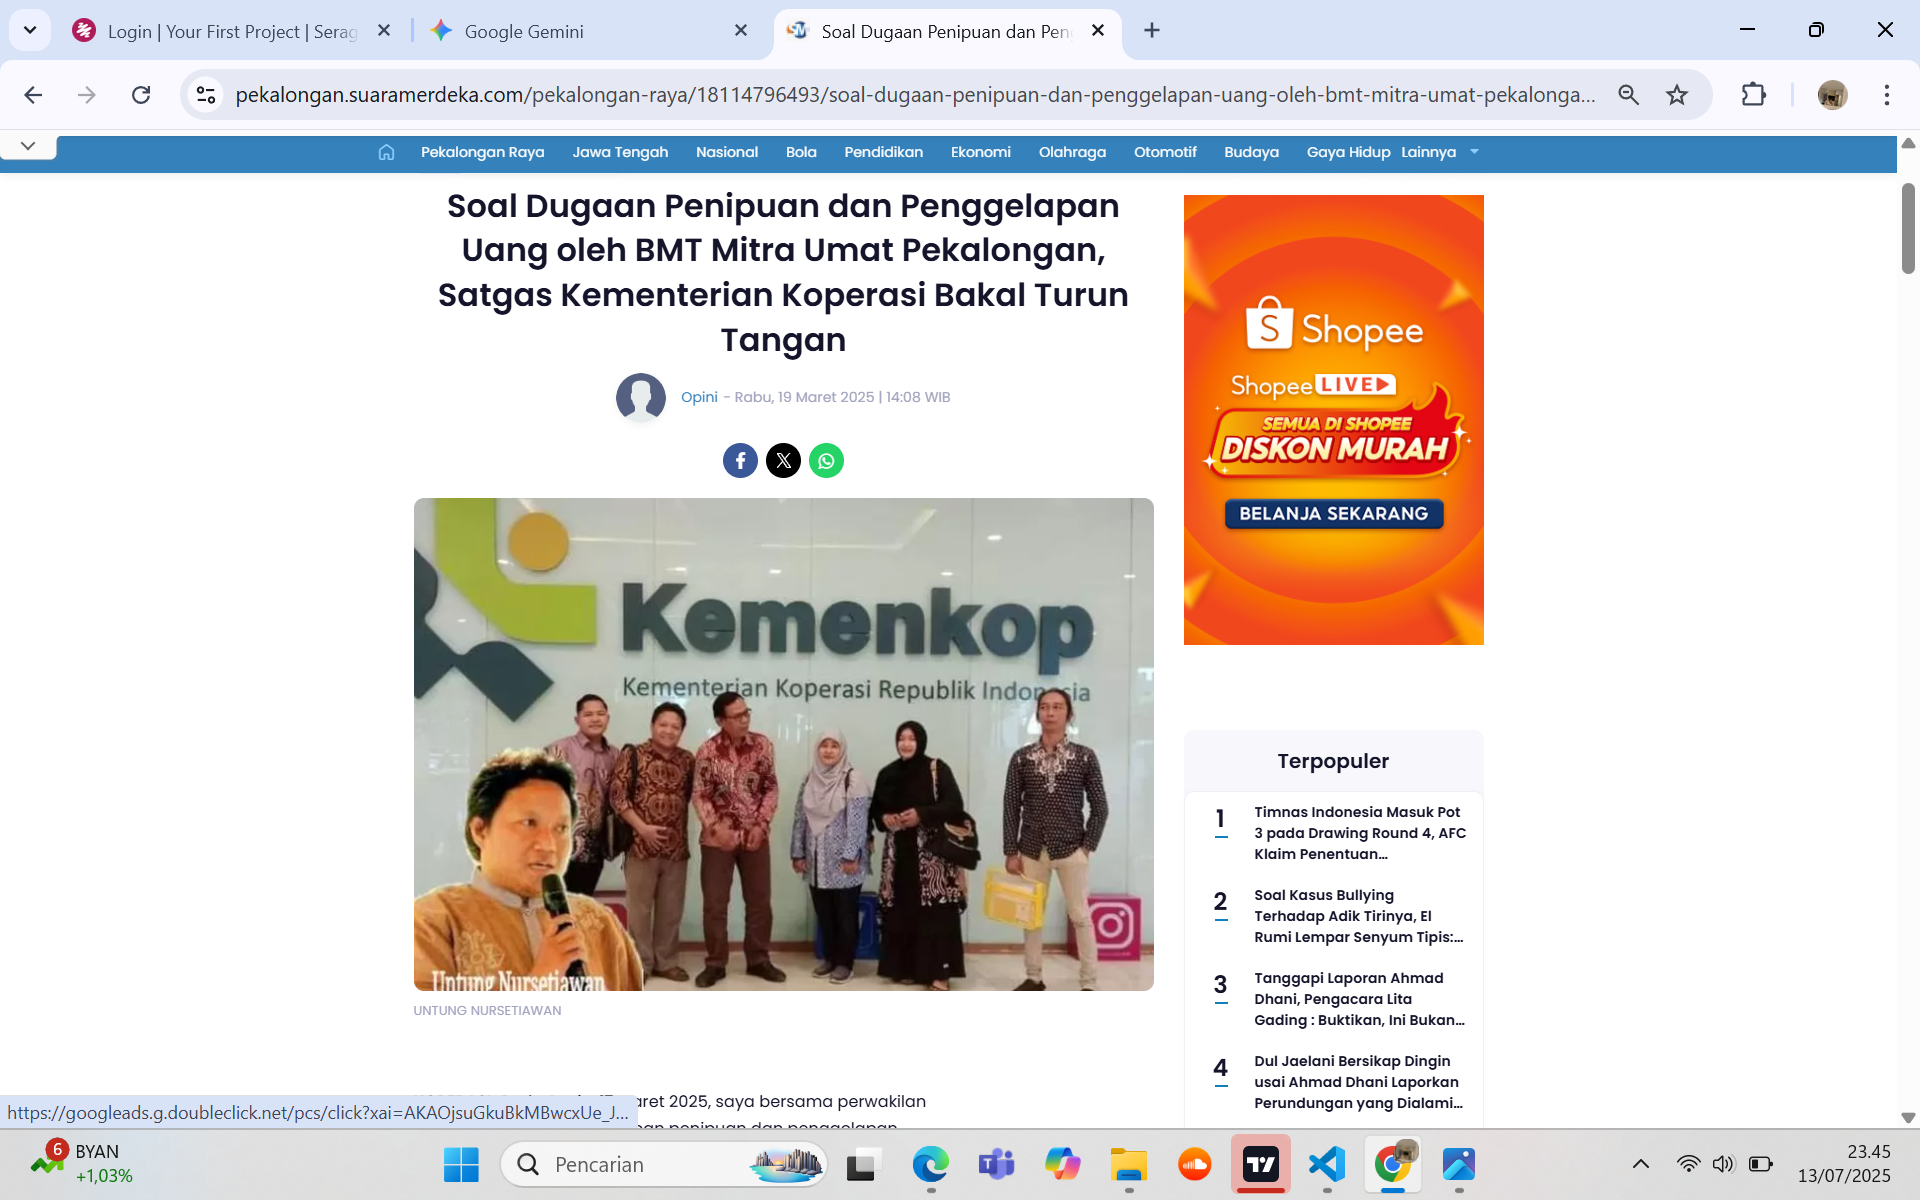 Login | Your First Project | Serag
Google Gemini
Soal Dugaan Penipuan dan Pen
pekalongan.suaramerdeka.com/pekalongan-raya/18114796493/soal-dugaan-penipuan-dan-penggelapan-uang-oleh-bmt-mitra-umat-pekalonga...
Pekalongan Raya Jawa Tengah Nasional Bola Pendidikan Ekonomi Olahraga Otomotif Budaya Gaya Hidup Lainnya
Soal Dugaan Penipuan dan Penggelapan
Uang oleh BMT Mitra Umat Pekalongan,
Satgas Kementerian Koperasi Bakal Turun
Tangan
Opini - Rabu, 19 Maret 2025 | 14:08 WIB
Kemenkop
Kementerian Koperasi Republik Indonesia
Untung Nursetiawan
UNTUNG NURSETIAWAN
aret 2025, saya bersama perwakilan
an penipuan dan penggelapan
Shopee
Shopee LIVE
SEMUA DI SHOPEE
DISKON MURAH
BELANJA SEKARANG
Terpopuler
1
Timnas Indonesia Masuk Pot
3 pada Drawing Round 4, AFC
Klaim Penentuan...
2
Soal Kasus Bullying
Terhadap Adik Tirinya, El
Rumi Lempar Senyum Tipis:...
3
Tanggapi Laporan Ahmad
Dhani, Pengacara Lita
Gading : Buktikan, Ini Bukan...
4
Dul Jaelani Bersikap Dingin
usai Ahmad Dhani Laporkan
Perundungan yang Dialami...
https://googleads.g.doubleclick.net/pcs/click?xai=AKAOjsuGkuBkMBwcxUe_J...
6
BYAN
+1,03%
Pencarian
23.45
13/07/2025